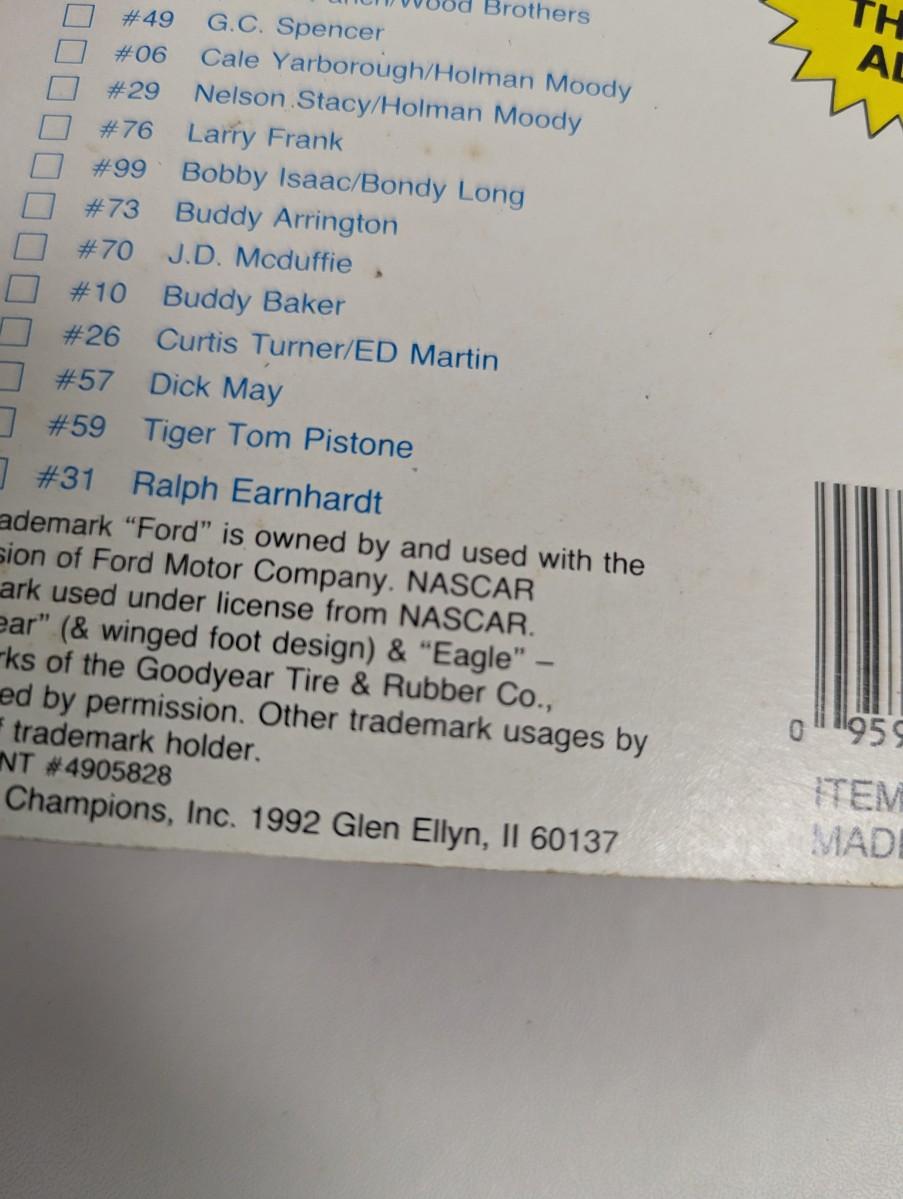 Wood Brothers
#49 G.C. Spencer
#06 Cale Yarborough/Holman Moody
#29 Nelson Stacy/Holman Moody
#76 Larry Frank
#99 Bobby Isaac/Bondy Long
#73 Buddy Arrington
#70 J.D. Mcduffie
#10 Buddy Baker
#26 Curtis Turner/ED Martin
#57 Dick May
#59 Tiger Tom Pistone
#31 Ralph Earnhardt
ademark “Ford” is owned by and used with the
sion of Ford Motor Company. NASCAR
ark used under license from NASCAR.
ear” (& winged foot design) & “Eagle” –
rks of the Goodyear Tire & Rubber Co.,
ed by permission. Other trademark usages by
trademark holder.
NT #4905828
Champions, Inc. 1992 Glen Ellyn, Il 60137
TH
AL
0 959
ITEM
MADE